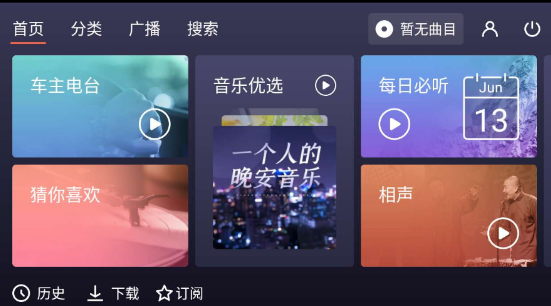 首页 分类 广播 搜索 暂无曲目
车主电台
音乐优选
每日必听
Jun
13
一个人的
晚安音乐
猜你喜欢
相声
历史 下载 订阅